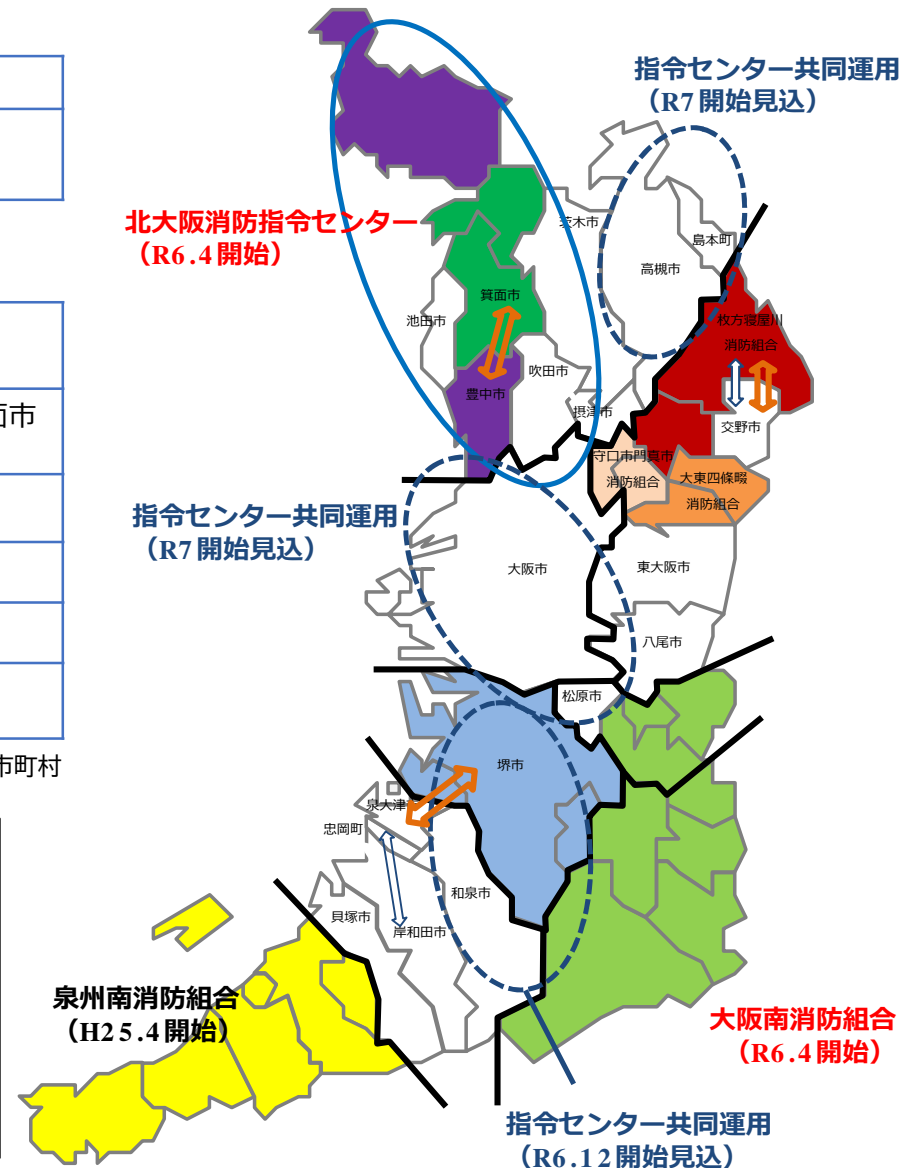 指令センター共同運用
（R7開始見込）
北大阪消防指令センター
（R6.4開始）
茨木市
島本町
高槻市
箕面市
池田市
枚方寝屋川
消防組合
吹田市
豊中市
摂津市
交野市
面市
守口市門真市
消防組合
大東四條畷
消防組合
指令センター共同運用
（R7開始見込）
大阪市
東大阪市
八尾市
松原市
市町村
堺市
泉大津
忠岡町
和泉市
貝塚市
岸和田市
泉州南消防組合
（H25.4開始）
大阪南消防組合
（R6.4開始）
指令センター共同運用
（R6.12開始見込）